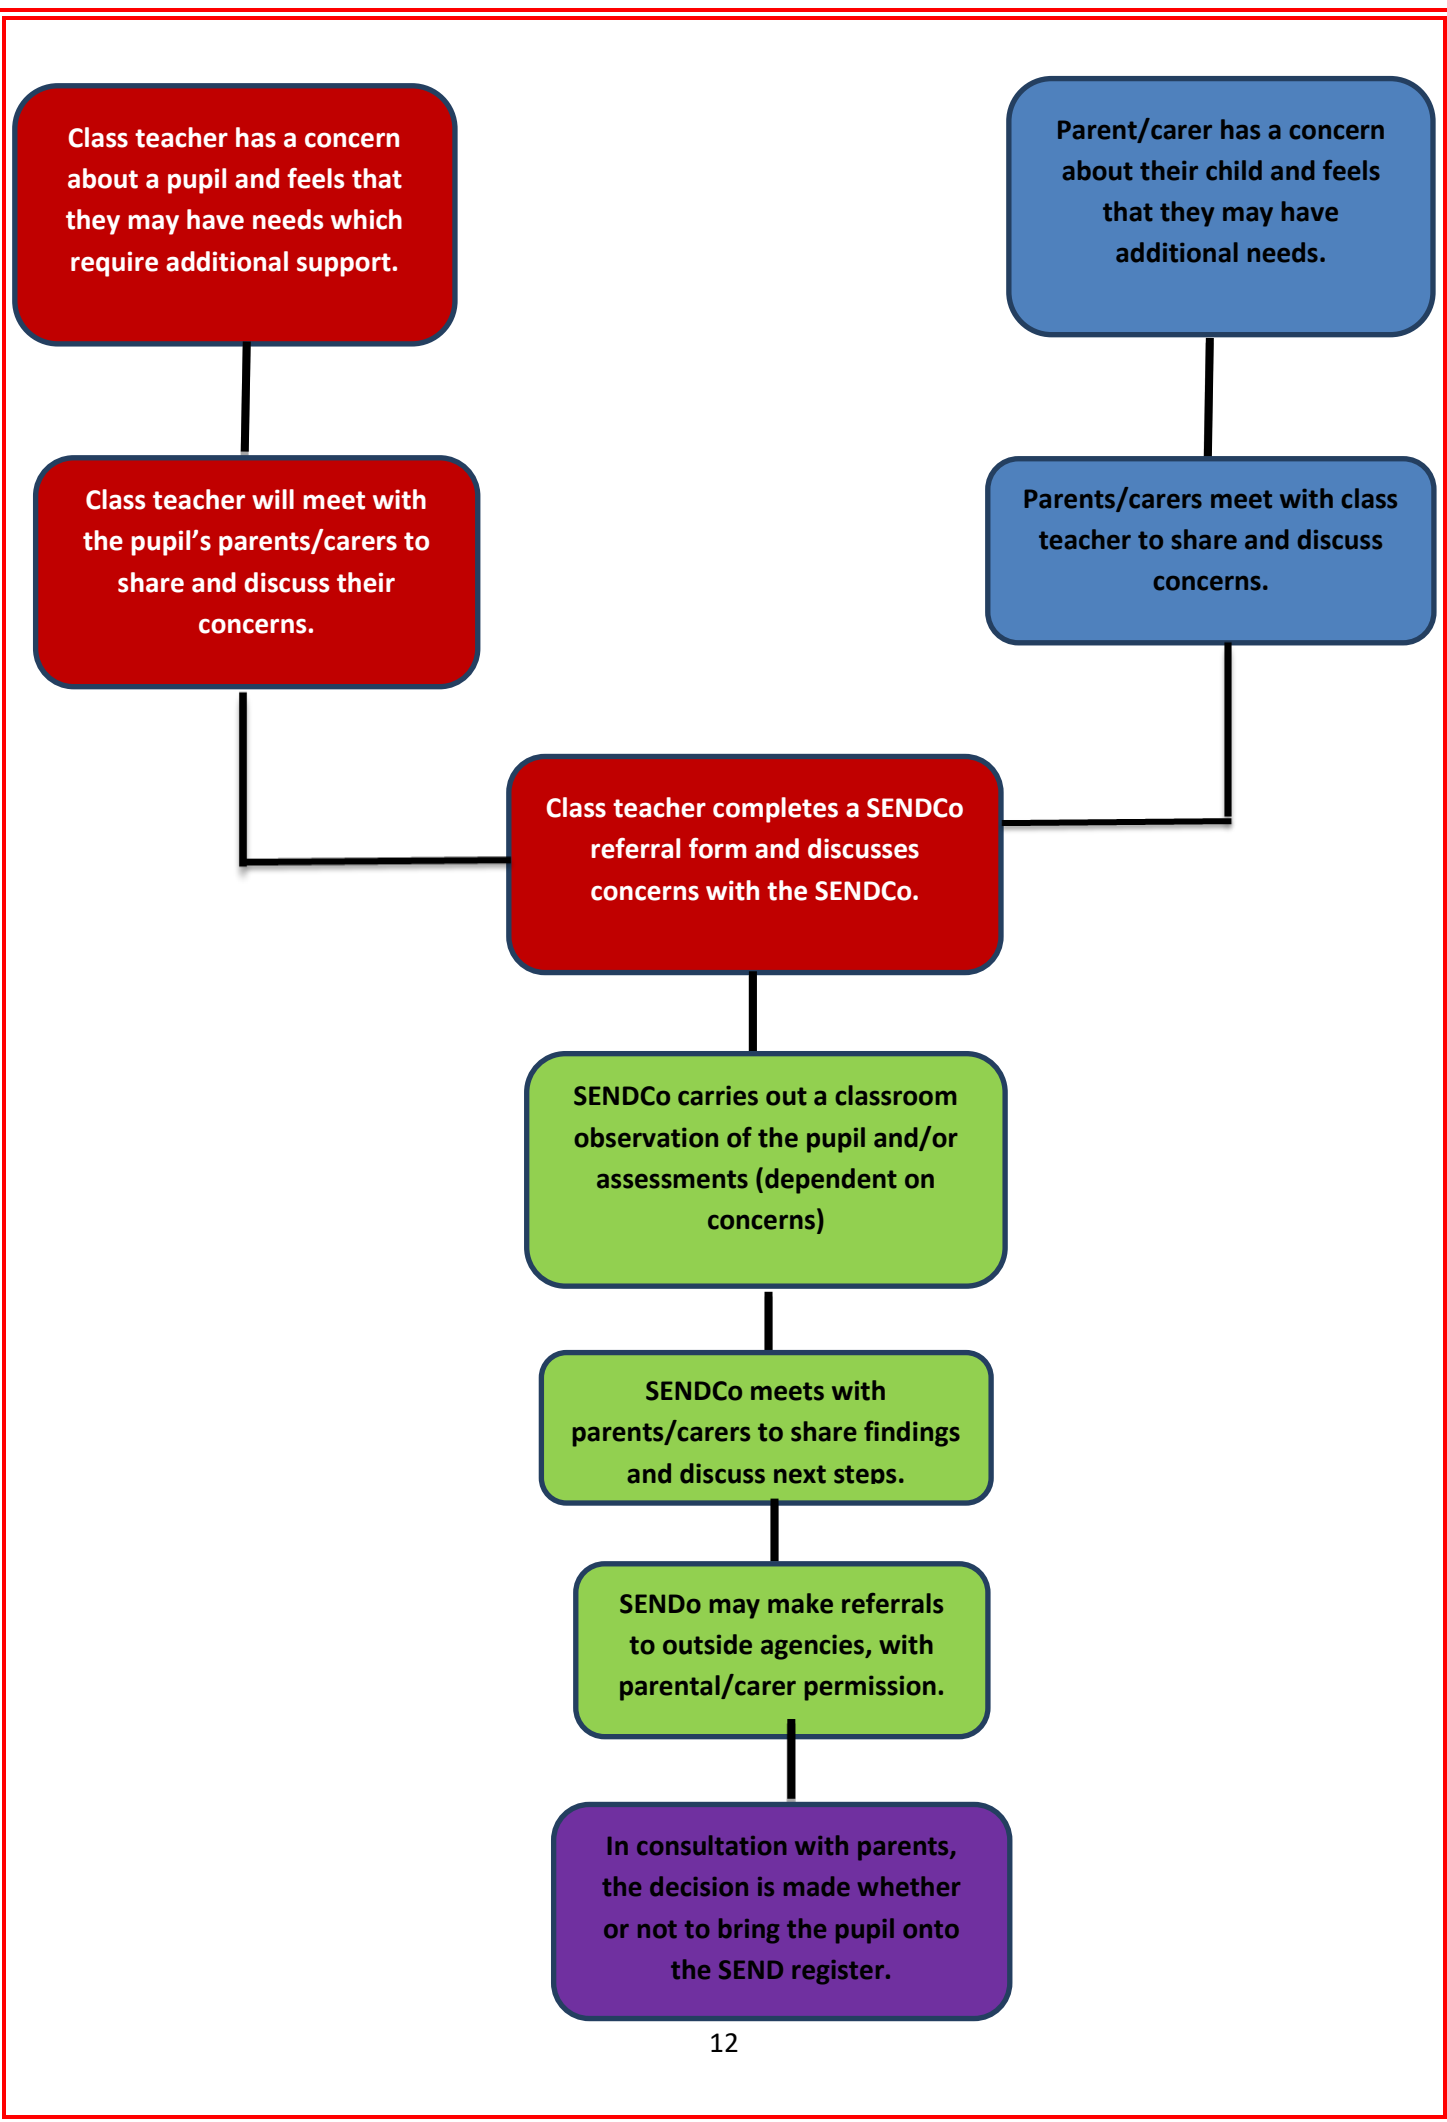 Class teacher has a concern
about a pupil and feels that
they may have needs which
require additional support.
Parent/carer has a concern
about their child and feels
that they may have
additional needs.
Class teacher will meet with
the pupil’s parents/carers to
share and discuss their
concerns.
Parents/carers meet with class
teacher to share and discuss
concerns.
Class teacher completes a SENDCo
referral form and discusses
concerns with the SENDCo.
SENDCo carries out a classroom
observation of the pupil and/or
assessments (dependent on
concerns)
SENDCo meets with
parents/carers to share findings
and discuss next steps.
SENDo may make referrals
to outside agencies, with
parental/carer permission.
In consultation with parents,
the decision is made whether
or not to bring the pupil onto
the SEND register.
12